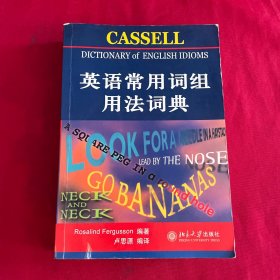 CASSELL
DICTIONARY of ENGLISH IDIOMS
英语常用词组
用法词典
A SQUARE PEG IN A round hole
LOOK FOR A NEEDLE IN A HAYSTACK
LEAD BY THE NOSE
GO BANANAS
NECK
AND
NECK
Rosalind Fergusson 编著
卢思源 编译
北京大学出版社